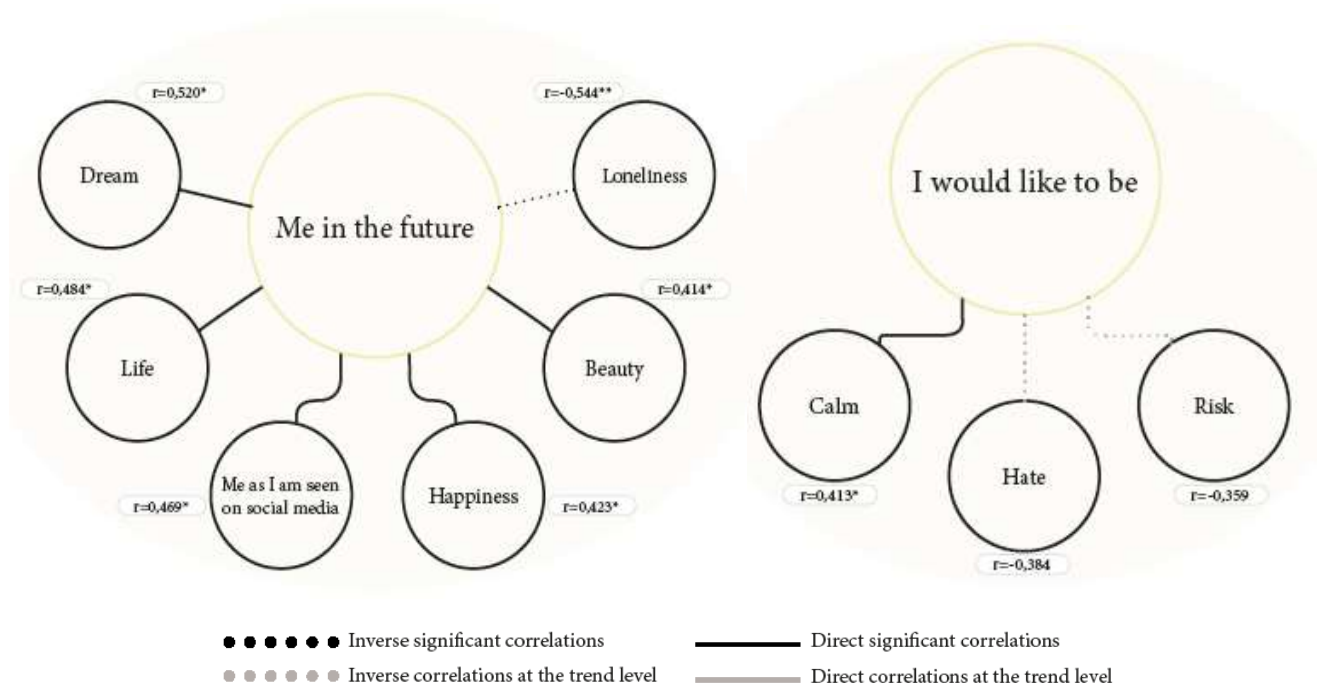 r=0,520*
r=-0,544**
Dream
Loneliness
Me in the future
I would like to be
r=0,484*
r=0,414*
Life
Beauty
Me as I am seen
on social media
r=0,469*
Happiness
r=0,423*
Calm
r=0,413*
Hate
r=-0,384
Risk
r=-0,359
Inverse significant correlations
Direct significant correlations
Inverse correlations at the trend level
Direct correlations at the trend level